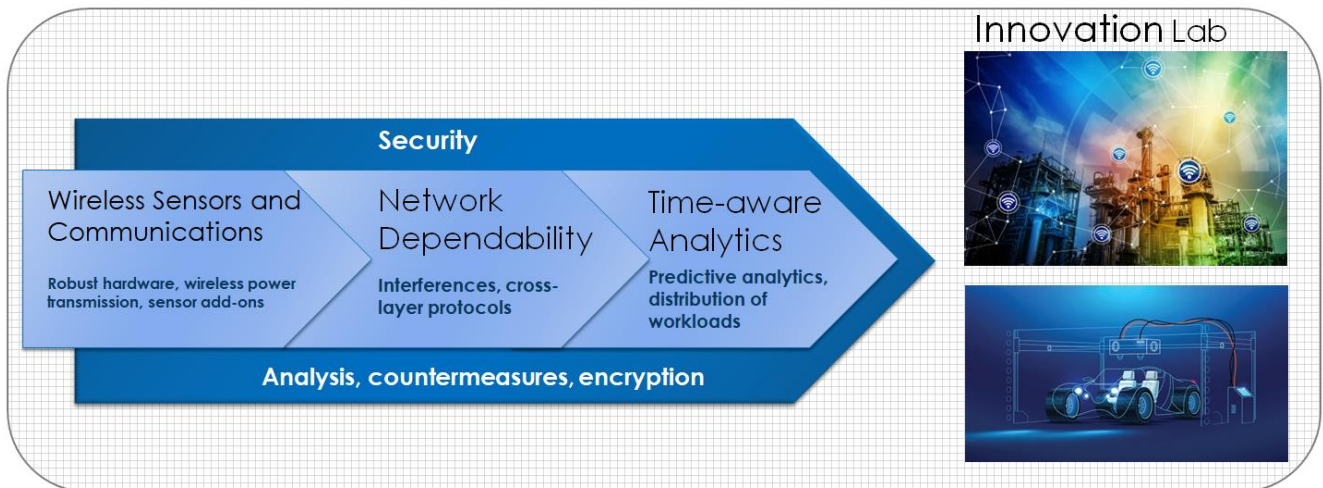 Innovation Lab
Security
Wireless Sensors and
Communications
Robust hardware, wireless power
transmission, sensor add-ons
Network
Dependability
Interferences, cross-
layer protocols
Time-aware
Analytics
Predictive analytics,
distribution of
workloads
Analysis, countermeasures, encryption